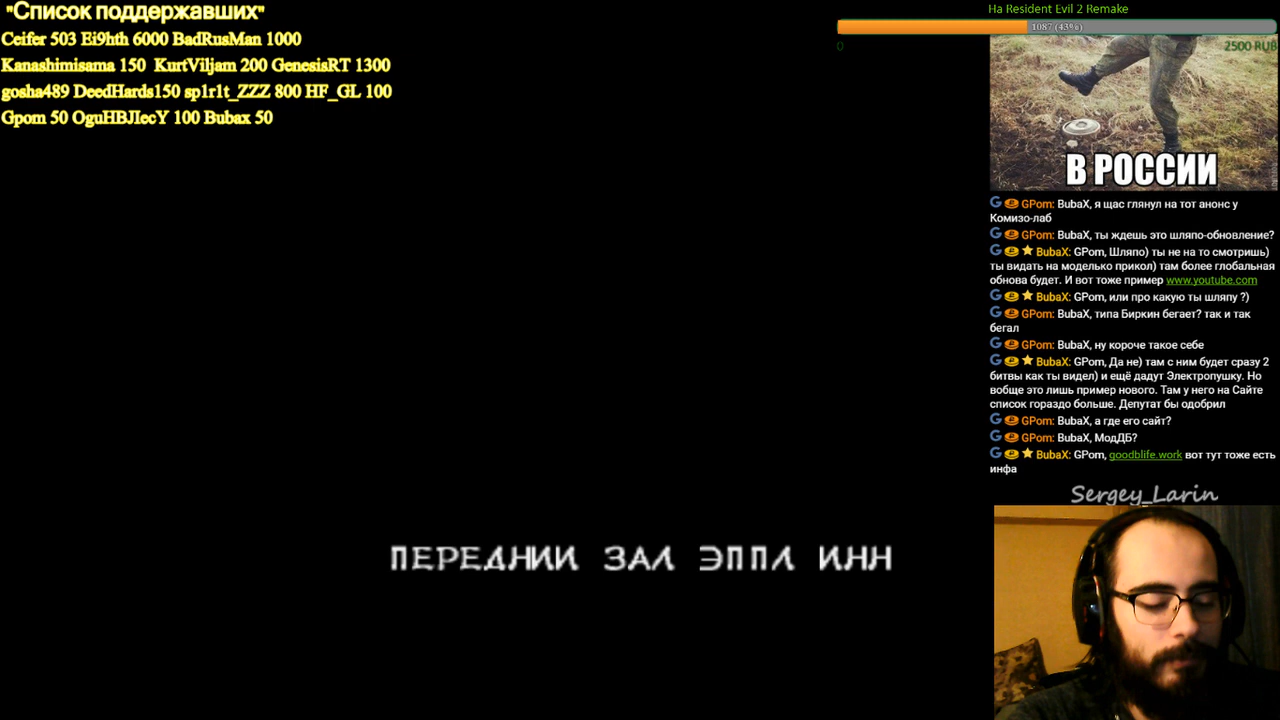 "Список поддержавших"
Ceifer 503 Ei9hth 6000 BadRusMan 1000
Kanashimisama 150 KurtViljam 200 GenesisRT 1300
gosha489 DeedHards150 sp1r1t_ZZZ 800 HF_GL 100
Gpom 50 OguHBJIecY 100 Bubax 50
На Resident Evil 2 Remake
1087 (43%)
0
2500 RUB
В РОССИИ
GPom: BubaX, я щас глянул на тот анонс у
Комизо-лаб
GPom: BubaX, ты ждешь это шляпо-обновление?
BubaX: GPom, Шляпо) ты не на то смотришь)
ты видать на моделько прикол) там более глобальная
обнова будет. И вот тоже пример www.youtube.com
BubaX: GPom, или про какую ты шляпу ?)
GPom: BubaX, типа Биркин бегает? так и так
бегал
GPom: BubaX, ну короче такое себе
BubaX: GPom, Да не) там с ним будет сразу 2
битвы как ты видел) и ещё дадут Электропушку. Но
вобще это лишь пример нового. Там у него на Сайте
список гораздо больше. Депутат бы одобрил
GPom: BubaX, а где его сайт?
GPom: BubaX, МодДБ?
BubaX: GPom, goodblife.work вот тут тоже есть
инфа
Sergey_Larin
ПЕРЕДНИИ ЗАЛ ЭППЛ ИНН